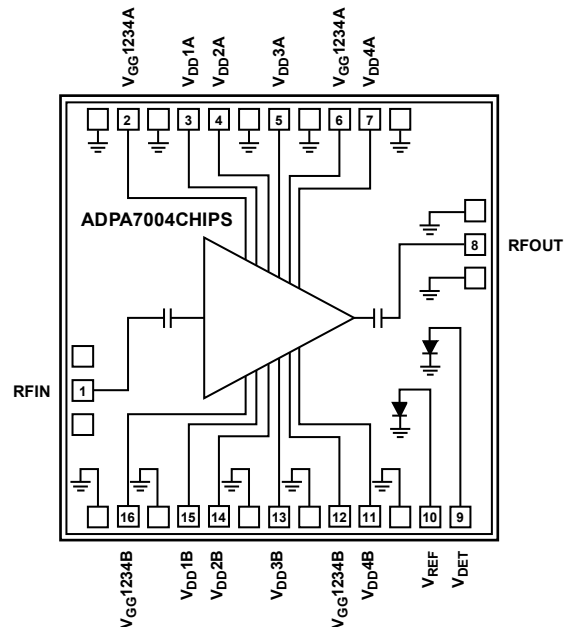 VGG1234A
VDD1A
VDD2A
VDD3A
VGG1234A
VDD4A
2
3
4
5
6
7
ADPA7004CHIPS
8
RFOUT
RFIN
1
16
15
14
13
12
11
10
9
VGG1234B
VDD1B
VDD2B
VDD3B
VGG1234B
VDD4B
VREF
VDET